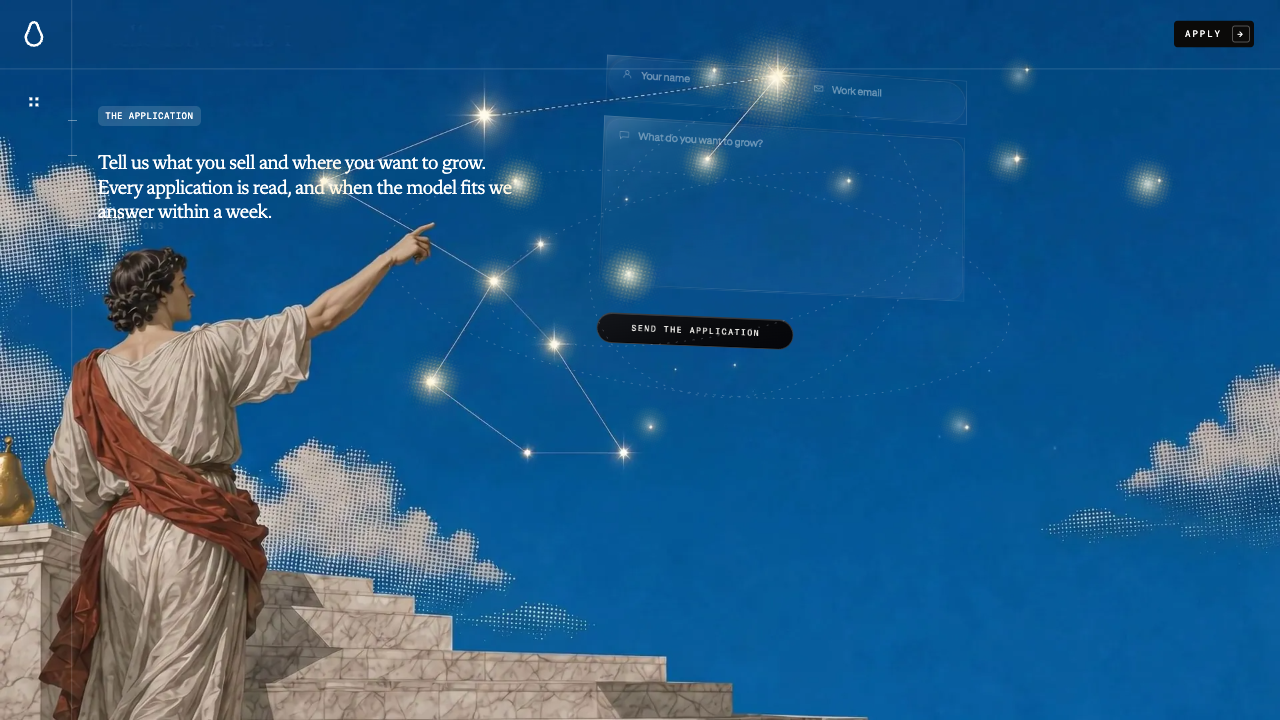 APPLY
THE APPLICATION
Tell us what you sell and where you want to grow.
Every application is read, and when the model fits we
answer within a week.
Your name
Work email
What do you want to grow?
SEND THE APPLICATION